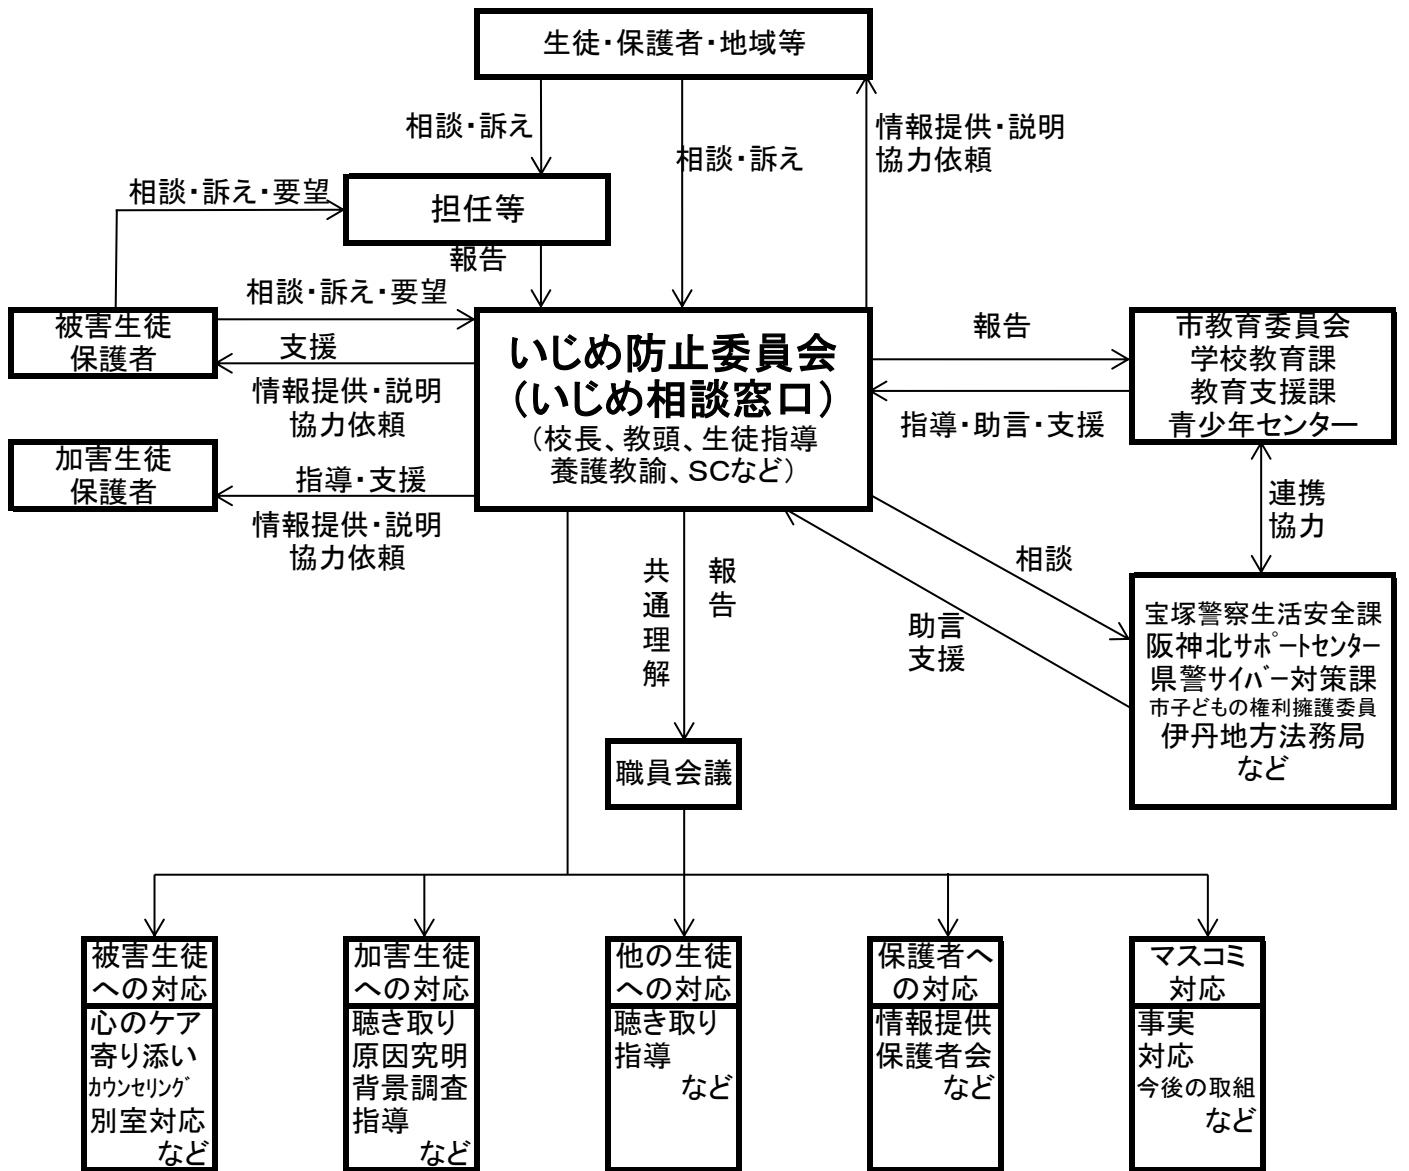 生徒・保護者・地域等
相談・訴え
相談・訴え
情報提供・説明
協力依頼
相談・訴え・要望
担任等
報告
被害生徒
保護者
相談・訴え・要望
支援
情報提供・説明
協力依頼
いじめ防止委員会
（いじめ相談窓口）
（校長、教頭、生徒指導
養護教諭、SCなど）
報告
指導・助言・支援
市教育委員会
学校教育課
教育支援課
青少年センター
加害生徒
保護者
指導・支援
情報提供・説明
協力依頼
連携
協力
相談
助言
支援
共通理解
報告
宝塚警察生活安全課
阪神北ｻﾎﾟｰﾄｾﾝﾀｰ
県警ｻｲﾊﾞｰ対策課
市子どもの権利擁護委員
伊丹地方法務局
など
職員会議
被害生徒
への対応
心のケア
寄り添い
ｶｳﾝｾﾘﾝｸﾞ
別室対応
など
加害生徒
への対応
聴き取り
原因究明
背景調査
指導
など
他の生徒
への対応
聴き取り
指導
など
保護者へ
の対応
情報提供
保護者会
など
マスコミ
対応
事実
対応
今後の取組
など